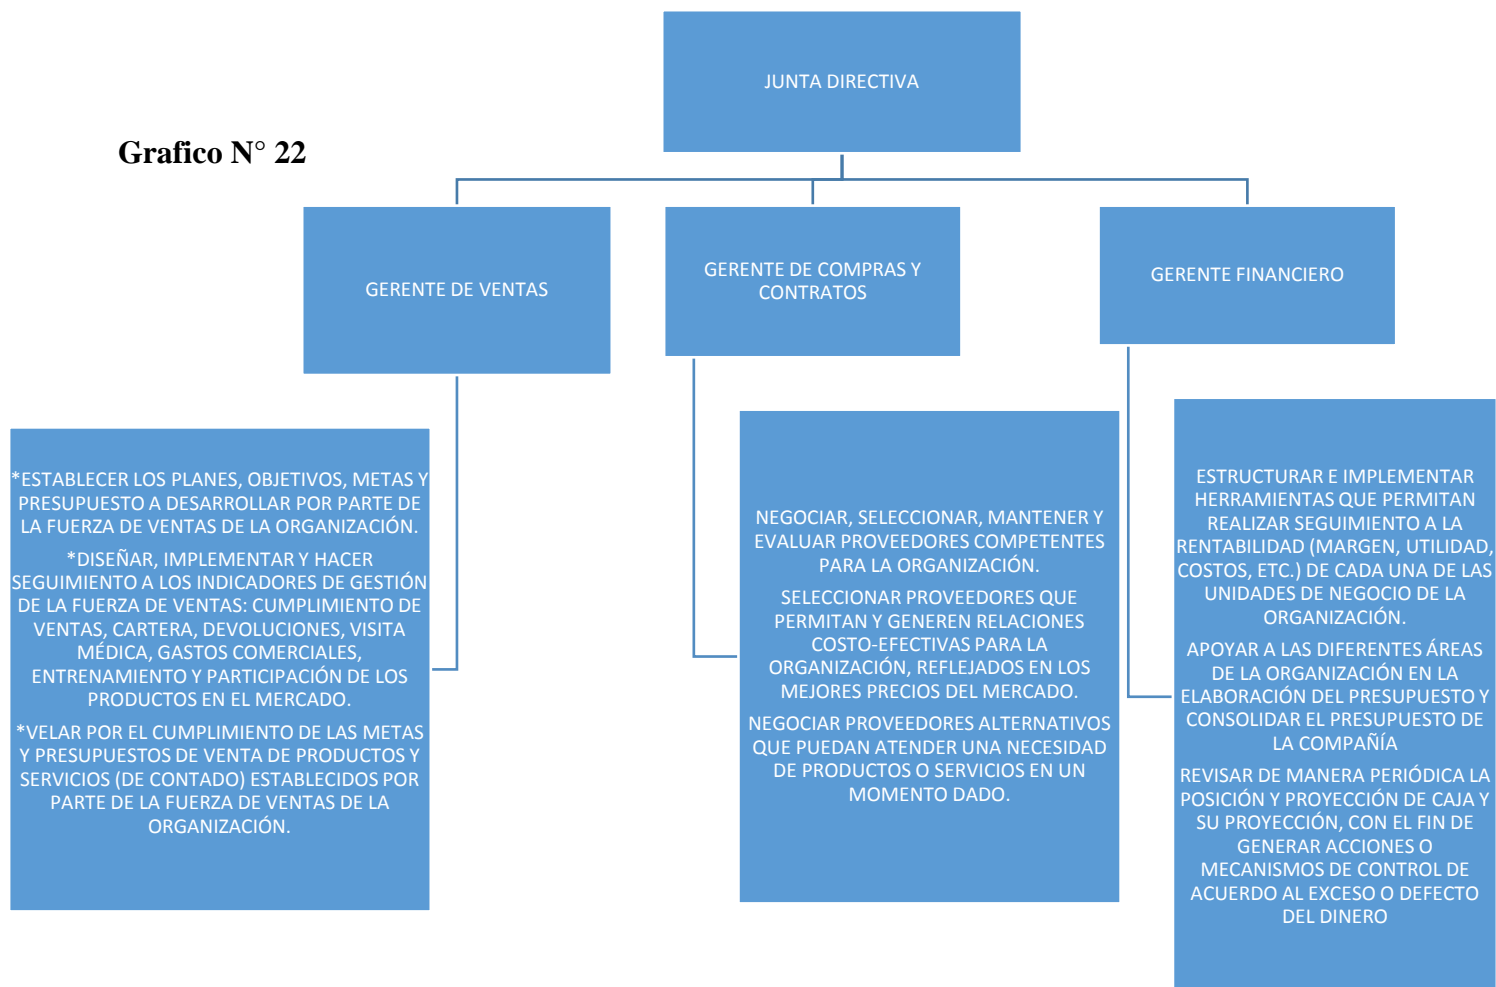 JUNTA DIRECTIVA
Grafico N° 22
GERENTE DE VENTAS
GERENTE DE COMPRAS Y
CONTRATOS
GERENTE FINANCIERO
*ESTABLECER LOS PLANES, OBJETIVOS, METAS Y
PRESUPUESTO A DESARROLLAR POR PARTE DE
LA FUERZA DE VENTAS DE LA ORGANIZACIÓN.
*DISEÑAR, IMPLEMENTAR Y HACER
SEGUIMIENTO A LOS INDICADORES DE GESTIÓN
DE LA FUERZA DE VENTAS: CUMPLIMIENTO DE
VENTAS, CARTERA, DEVOLUCIONES, VISITA
MÉDICA, GASTOS COMERCIALES,
ENTRENAMIENTO Y PARTICIPACIÓN DE LOS
PRODUCTOS EN EL MERCADO.
*VELAR POR EL CUMPLIMIENTO DE LAS METAS
Y PRESUPUESTOS DE VENTA DE PRODUCTOS Y
SERVICIOS (DE CONTADO) ESTABLECIDOS POR
PARTE DE LA FUERZA DE VENTAS DE LA
ORGANIZACIÓN.
NEGOCIAR, SELECCIONAR, MANTENER Y
EVALUAR PROVEEDORES COMPETENTES
PARA LA ORGANIZACIÓN.
SELECCIONAR PROVEEDORES QUE
PERMITAN Y GENEREN RELACIONES
COSTO-EFECTIVAS PARA LA
ORGANIZACIÓN, REFLEJADOS EN LOS
MEJORES PRECIOS DEL MERCADO.
NEGOCIAR PROVEEDORES ALTERNATIVOS
QUE PUEDAN ATENDER UNA NECESIDAD
DE PRODUCTOS O SERVICIOS EN UN
MOMENTO DADO.
ESTRUCTURAR E IMPLEMENTAR
HERRAMIENTAS QUE PERMITAN
REALIZAR SEGUIMIENTO A LA
RENTABILIDAD (MARGEN, UTILIDAD,
COSTOS, ETC.) DE CADA UNA DE LAS
UNIDADES DE NEGOCIO DE LA
ORGANIZACIÓN.
APOYAR A LAS DIFERENTES ÁREAS
DE LA ORGANIZACIÓN EN LA
ELABORACIÓN DEL PRESUPUESTO Y
CONSOLIDAR EL PRESUPUESTO DE
LA COMPAÑÍA
REVISAR DE MANERA PERIÓDICA LA
POSICIÓN Y PROYECCIÓN DE CAJA Y
SU PROYECCIÓN, CON EL FIN DE
GENERAR ACCIONES O
MECANISMOS DE CONTROL DE
ACUERDO AL EXCESO O DEFECTO
DEL DINERO